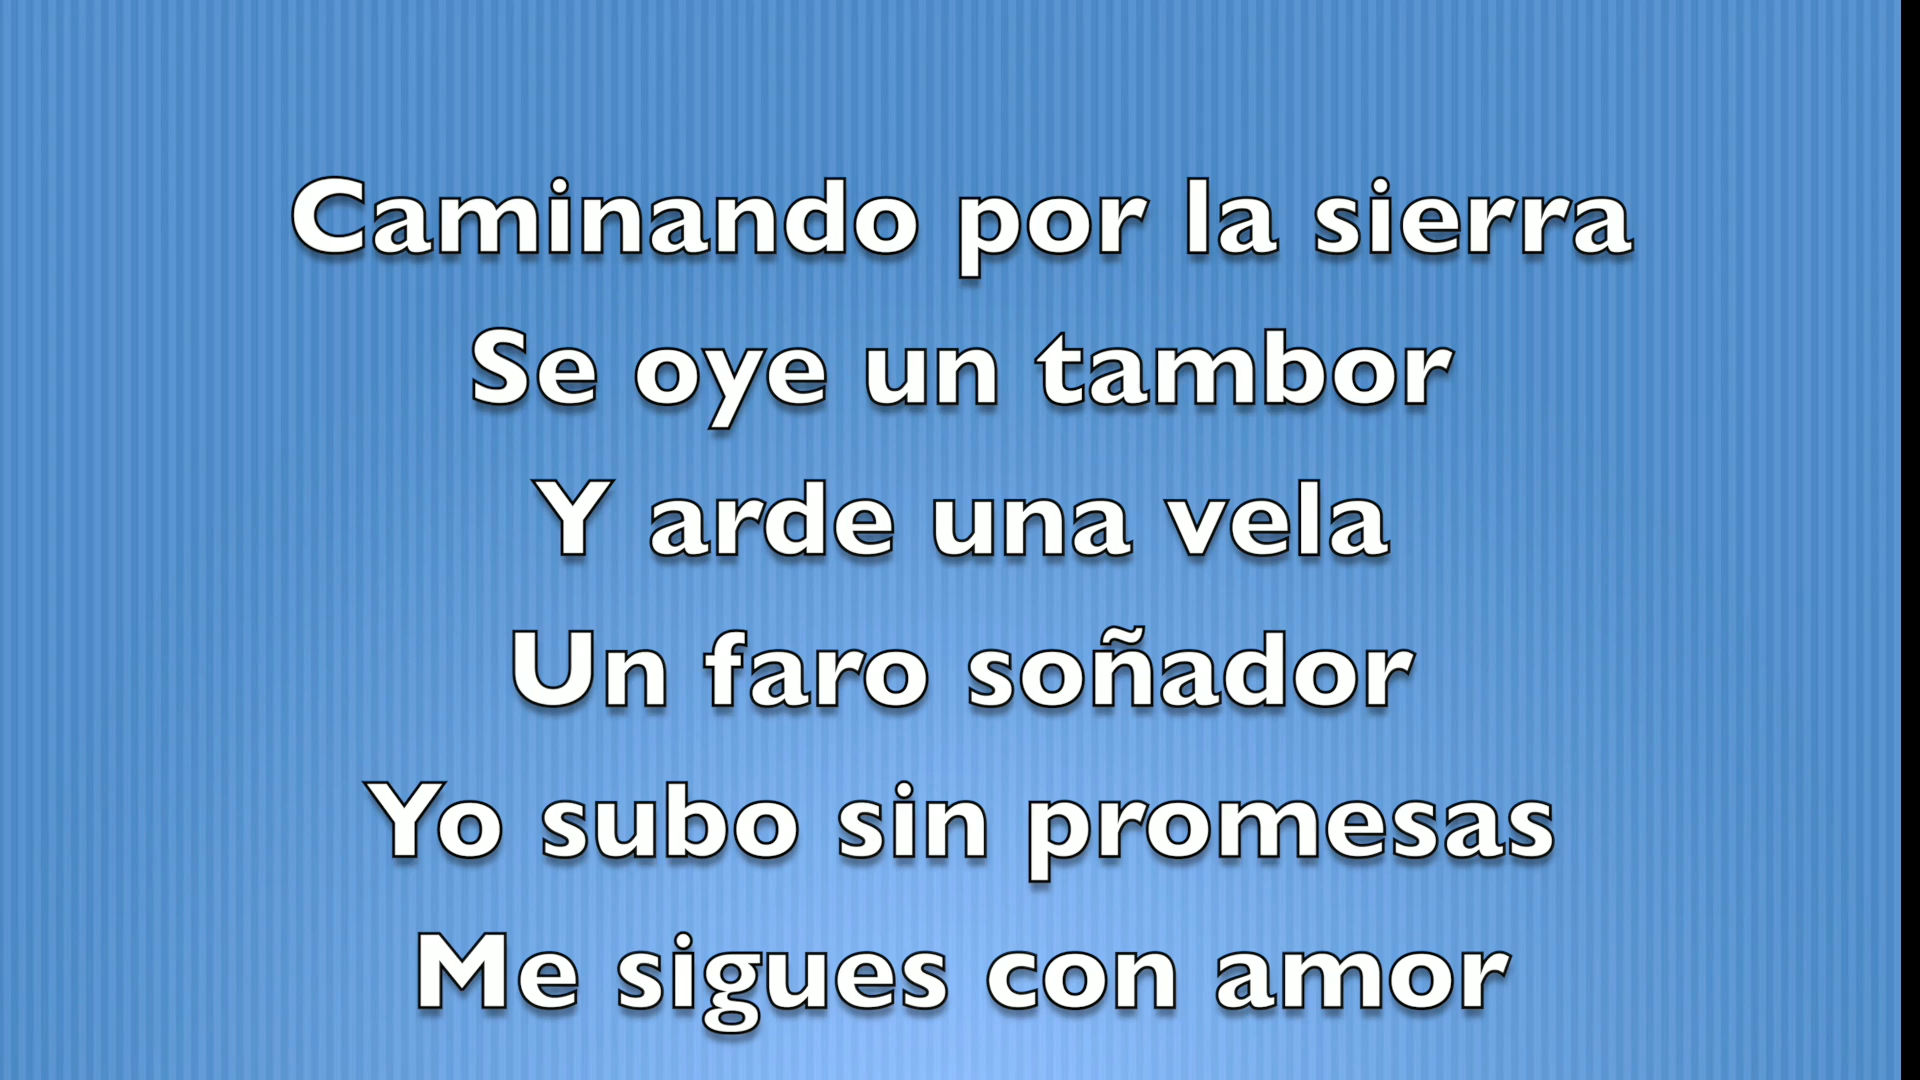 Caminando por la sierra
Se oye un tambor
Y arde una vela
Un faro soñador
Yo subo sin promesas
Me sigues con amor